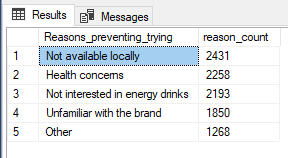 Results Messages
Reasons_preventing_trying reason_count
1 Not available locally 2431
2 Health concerns 2258
3 Not interested in energy drinks 2193
4 Unfamiliar with the brand 1850
5 Other 1268